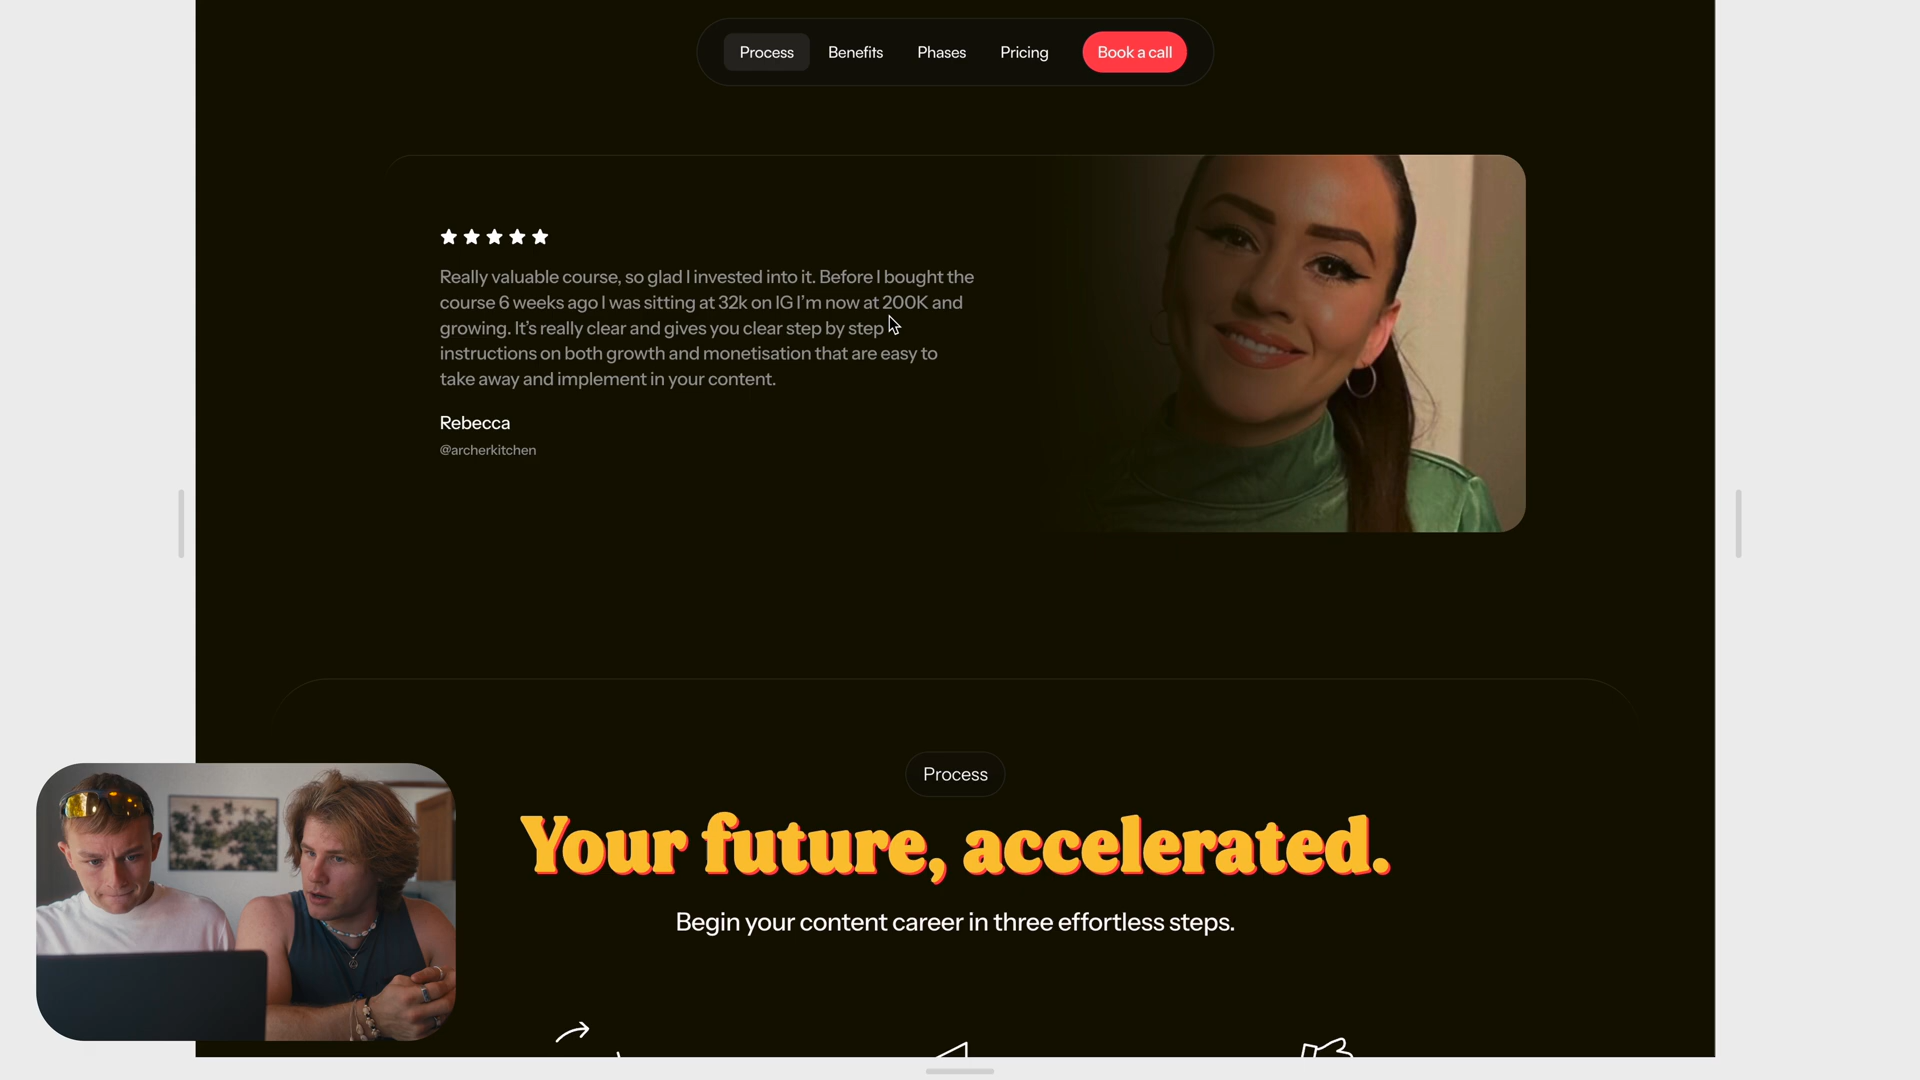 Process Benefits Phases Pricing Book a call
Really valuable course, so glad I invested into it. Before I bought the
course 6 weeks ago I was sitting at 32k on IG I’m now at 200K and
growing. It’s really clear and gives you clear step by step
instructions on both growth and monetisation that are easy to
take away and implement in your content.
Rebecca
@archerkitchen
Process
Your future, accelerated.
Begin your content career in three effortless steps.